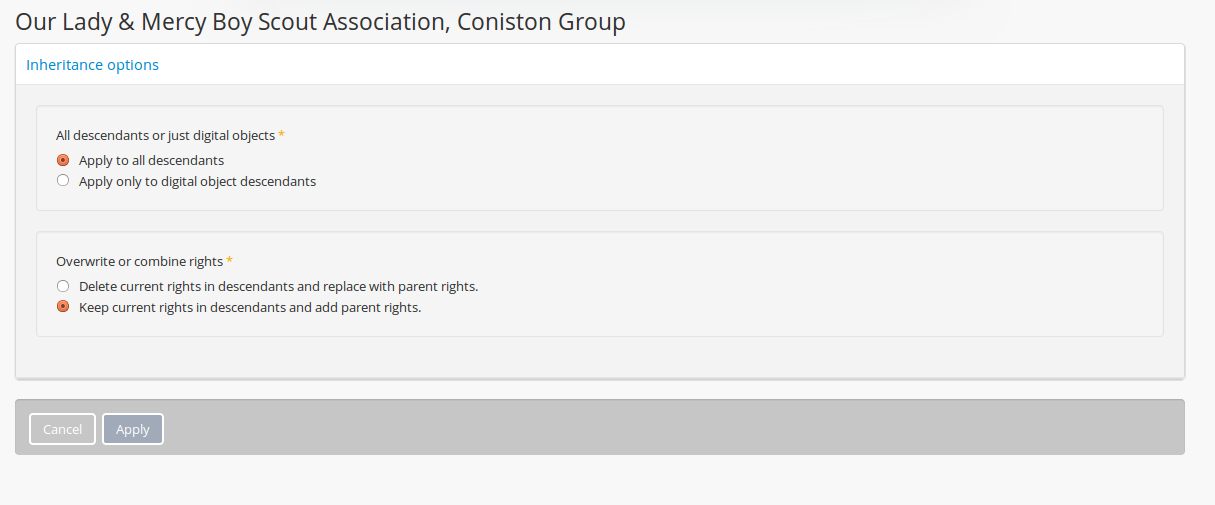 Our Lady & Mercy Boy Scout Association, Coniston Group
Inheritance options
All descendants or just digital objects *
Apply to all descendants
Apply only to digital object descendants
Overwrite or combine rights *
Delete current rights in descendants and replace with parent rights.
Keep current rights in descendants and add parent rights.
Cancel Apply